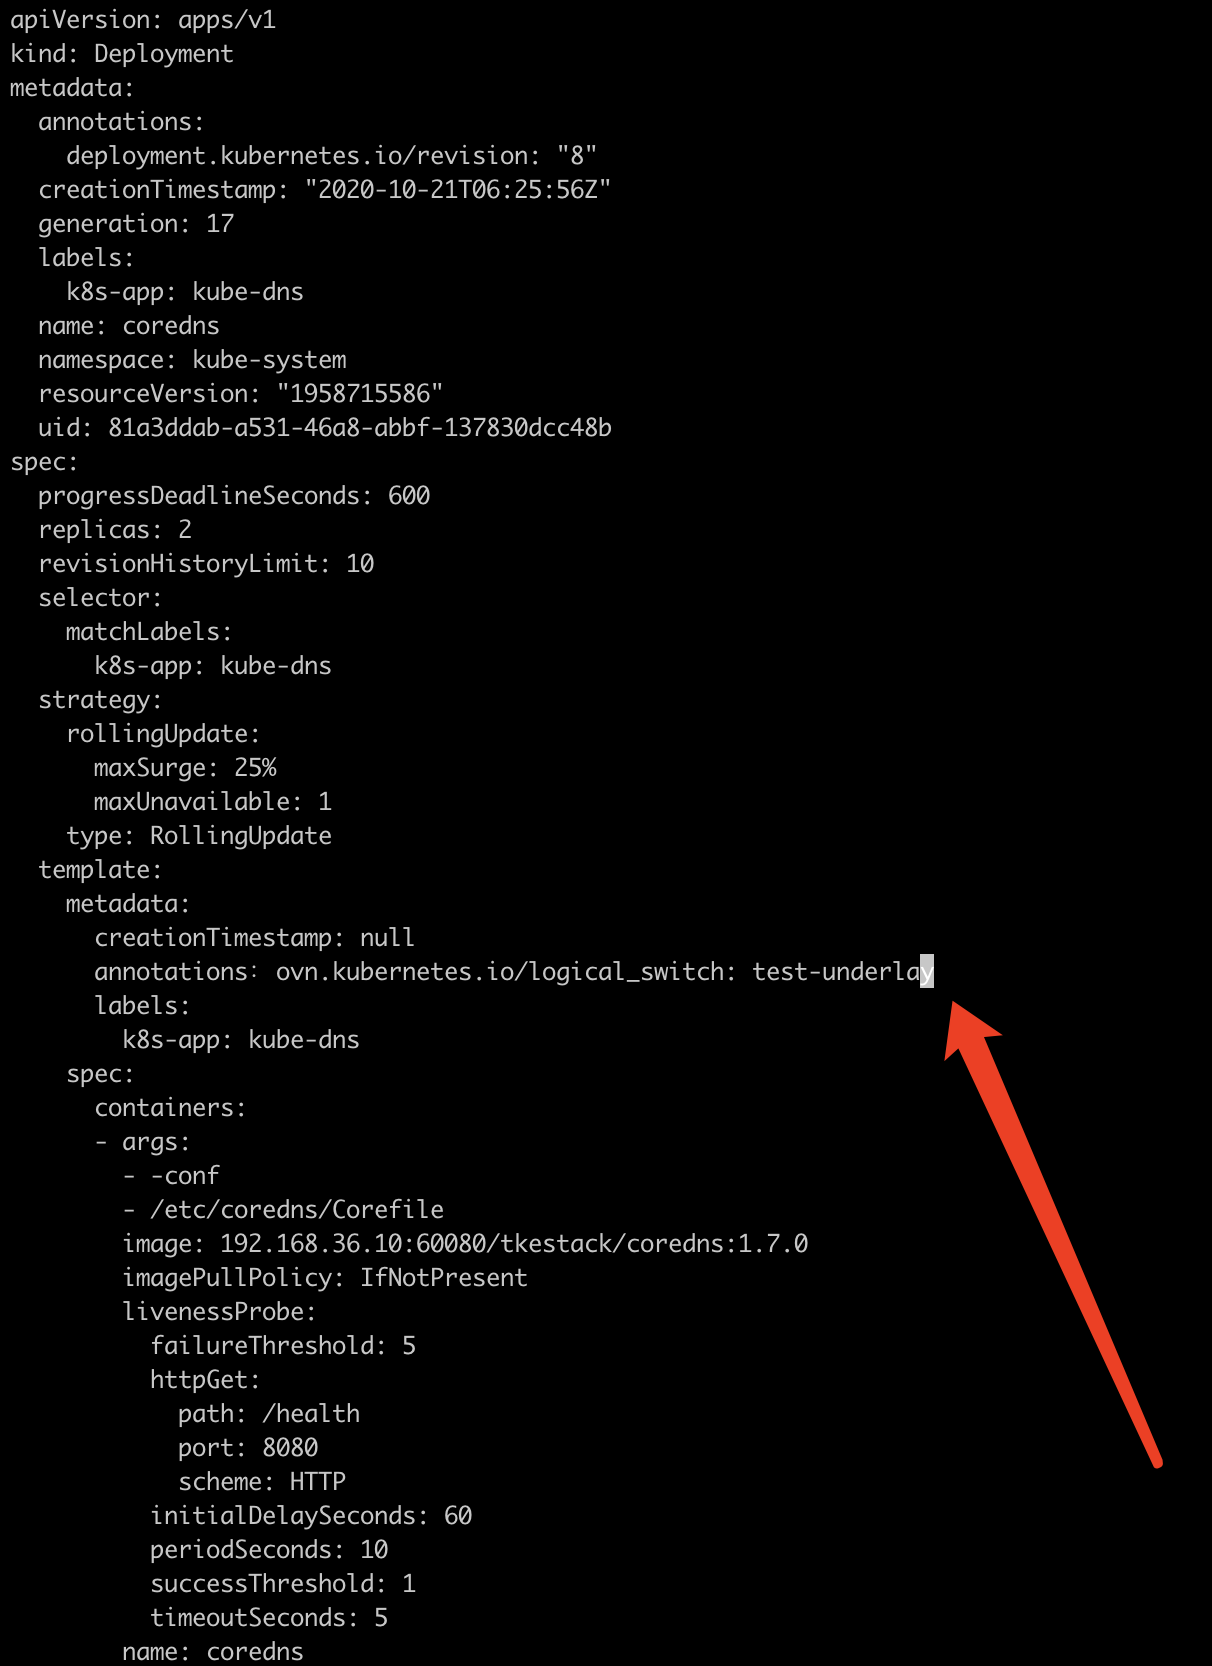 apiVersion: apps/v1
kind: Deployment
metadata:
  annotations:
    deployment.kubernetes.io/revision: "8"
  creationTimestamp: "2020-10-21T06:25:56Z"
  generation: 17
  labels:
    k8s-app: kube-dns
  name: coredns
  namespace: kube-system
  resourceVersion: "1958715586"
  uid: 81a3ddab-a531-46a8-abbf-137830dcc48b
spec:
  progressDeadlineSeconds: 600
  replicas: 2
  revisionHistoryLimit: 10
  selector:
    matchLabels:
      k8s-app: kube-dns
  strategy:
    rollingUpdate:
      maxSurge: 25%
      maxUnavailable: 1
    type: RollingUpdate
  template:
    metadata:
      creationTimestamp: null
      annotations: ovn.kubernetes.io/logical_switch: test-underlay
      labels:
        k8s-app: kube-dns
    spec:
      containers:
      - args:
        - -conf
        - /etc/coredns/Corefile
        image: 192.168.36.10:60080/tkestack/coredns:1.7.0
        imagePullPolicy: IfNotPresent
        livenessProbe:
          failureThreshold: 5
          httpGet:
            path: /health
            port: 8080
            scheme: HTTP
          initialDelaySeconds: 60
          periodSeconds: 10
          successThreshold: 1
          timeoutSeconds: 5
        name: coredns